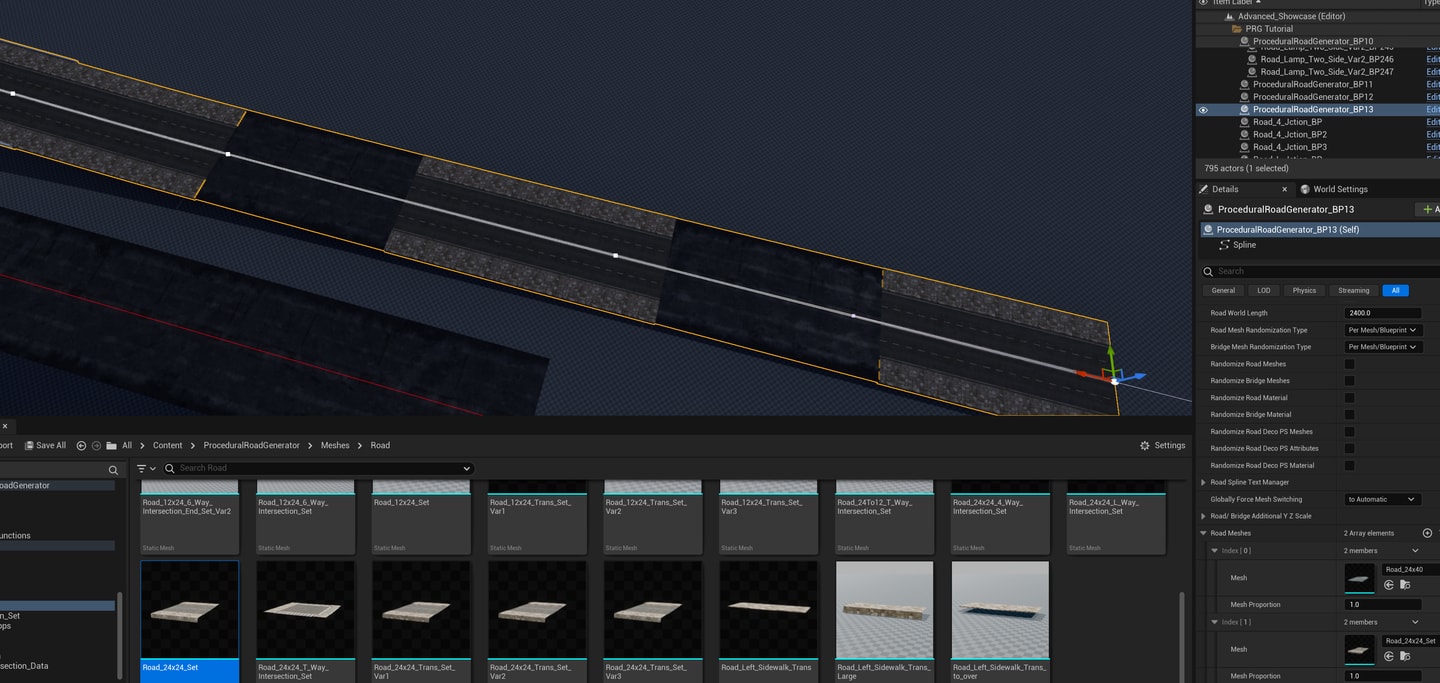 Item Label
Advanced_Showcase (Editor)
PRG Tutorial
ProceduralRoadGenerator_BP10
Road_Lamp_Two_Side_Var2_BP246
Edit
Road_Lamp_Two_Side_Var2_BP247
Edit
ProceduralRoadGenerator_BP11
Edit
ProceduralRoadGenerator_BP12
Edit
ProceduralRoadGenerator_BP13
Edit
Road_4_Jction_BP
Edit
Road_4_Jction_BP2
Edit
Road_4_Jction_BP3
Edit
795 actors (1 selected)
Details
World Settings
ProceduralRoadGenerator_BP13
ProceduralRoadGenerator_BP13 (Self)
Spline
Search
General
LOD
Physics
Streaming
All
Road World Length
2400.0
Road Mesh Randomization Type
Per Mesh/Blueprint
Bridge Mesh Randomization Type
Per Mesh/Blueprint
Randomize Road Meshes
Randomize Bridge Meshes
Randomize Road Material
Randomize Bridge Material
Randomize Road Deco PS Meshes
Randomize Road Deco PS Attributes
Randomize Road Deco PS Material
Road Spline Text Manager
Globally Force Mesh Switching
to Automatic
Road/ Bridge Additional Y Z Scale
Road Meshes
2 Array elements
Index [ 0 ]
2 members
Mesh
Road_24x40
Mesh Proportion
1.0
Index [ 1 ]
2 members
Mesh
Road_24x24_Set
Mesh Proportion
1.0
port
Save All
All
Content
ProceduralRoadGenerator
Meshes
Road
Settings
Search Road
oadGenerator
unctions
n_Set
ops
section_Data
Road_12x24_6_Way_
Intersection_End_Set_Var2
Static Mesh
Road_12x24_6_Way_
Intersection_Set
Static Mesh
Road_12x24_Set
Static Mesh
Road_12x24_Trans_Set_
Var1
Static Mesh
Road_12x24_Trans_Set_
Var2
Static Mesh
Road_12x24_Trans_Set_
Var3
Static Mesh
Road_24To12_T_Way_
Intersection_Set
Static Mesh
Road_24x24_4_Way_
Intersection_Set
Static Mesh
Road_24x24_L_Way_
Intersection_Set
Static Mesh
Road_24x24_Set
Road_24x24_T_Way_
Intersection_Set
Road_24x24_Trans_Set_
Var1
Road_24x24_Trans_Set_
Var2
Road_24x24_Trans_Set_
Var3
Road_Left_Sidewalk_Trans
Road_Left_Sidewalk_Trans_
Large
Road_Left_Sidewalk_Trans_
to_over